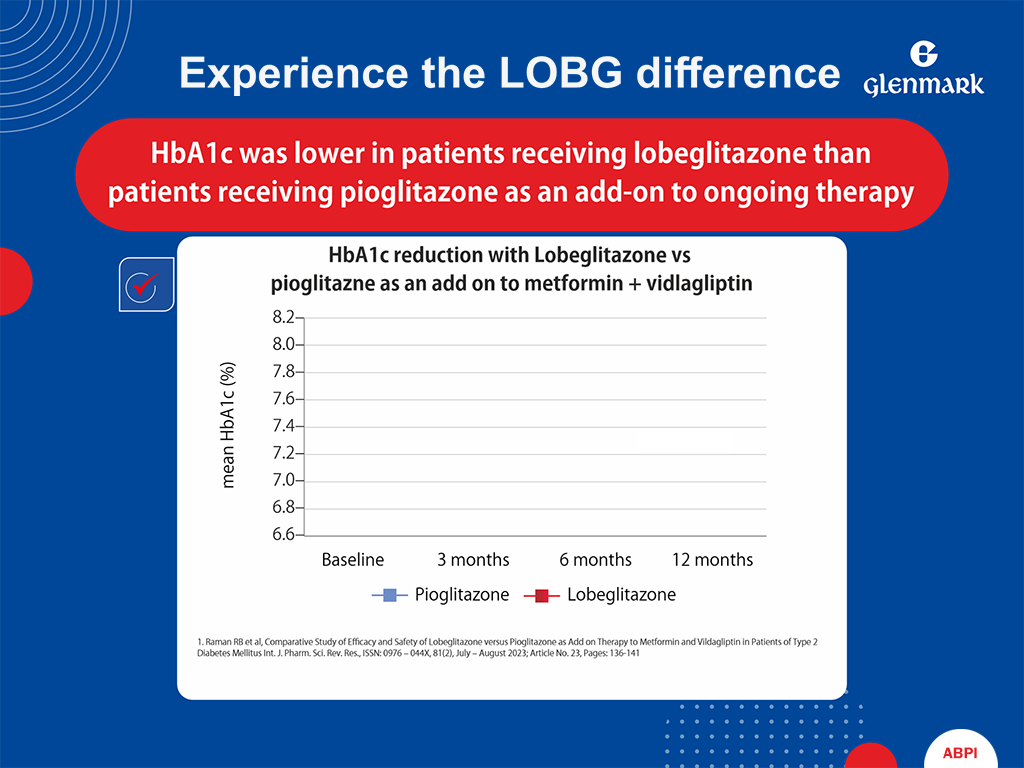 Experience the LOBG difference
GLENMARK
HbA1c was lower in patients receiving lobeglitazone than
patients receiving pioglitazone as an add-on to ongoing therapy
HbA1c reduction with Lobeglitazone vs
pioglitazne as an add on to metformin + vidlagliptin
mean HbA1c (%)
8.2
8.0
7.8
7.6
7.4
7.2
7.0
6.8
6.6
Baseline 3 months 6 months 12 months
Pioglitazone Lobeglitazone
1. Raman RB et al, Comparative Study of Efficacy and Safety of Lobeglitazone versus Pioglitazone as Add on Therapy to Metformin and Vildagliptin in Patients of Type 2
Diabetes Mellitus Int. J. Pharm. Sci. Rev. Res., ISSN: 0976 – 044X, 81(2), July – August 2023; Article No. 23, Pages: 136-141
ABPI